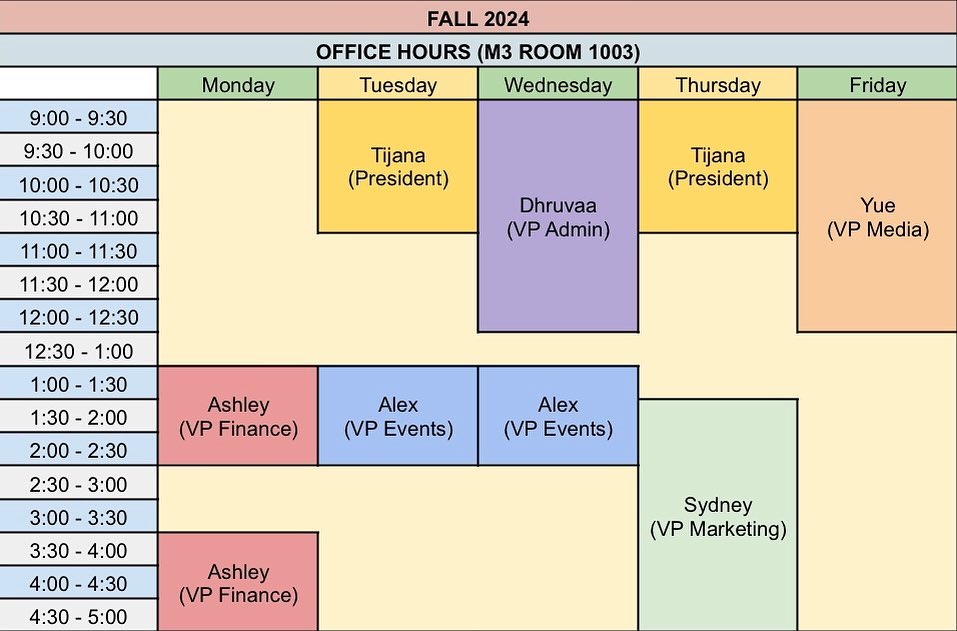 FALL 2024
OFFICE HOURS (M3 ROOM 1003)
Monday Tuesday Wednesday Thursday Friday
9:00 - 9:30
9:30 - 10:00
10:00 - 10:30
10:30 - 11:00
11:00 - 11:30
11:30 - 12:00
12:00 - 12:30
12:30 - 1:00
1:00 - 1:30
1:30 - 2:00
2:00 - 2:30
2:30 - 3:00
3:00 - 3:30
3:30 - 4:00
4:00 - 4:30
4:30 - 5:00
Tijana
(President)
Dhruvaa
(VP Admin)
Tijana
(President)
Yue
(VP Media)
Ashley
(VP Finance)
Alex
(VP Events)
Alex
(VP Events)
Sydney
(VP Marketing)
Ashley
(VP Finance)